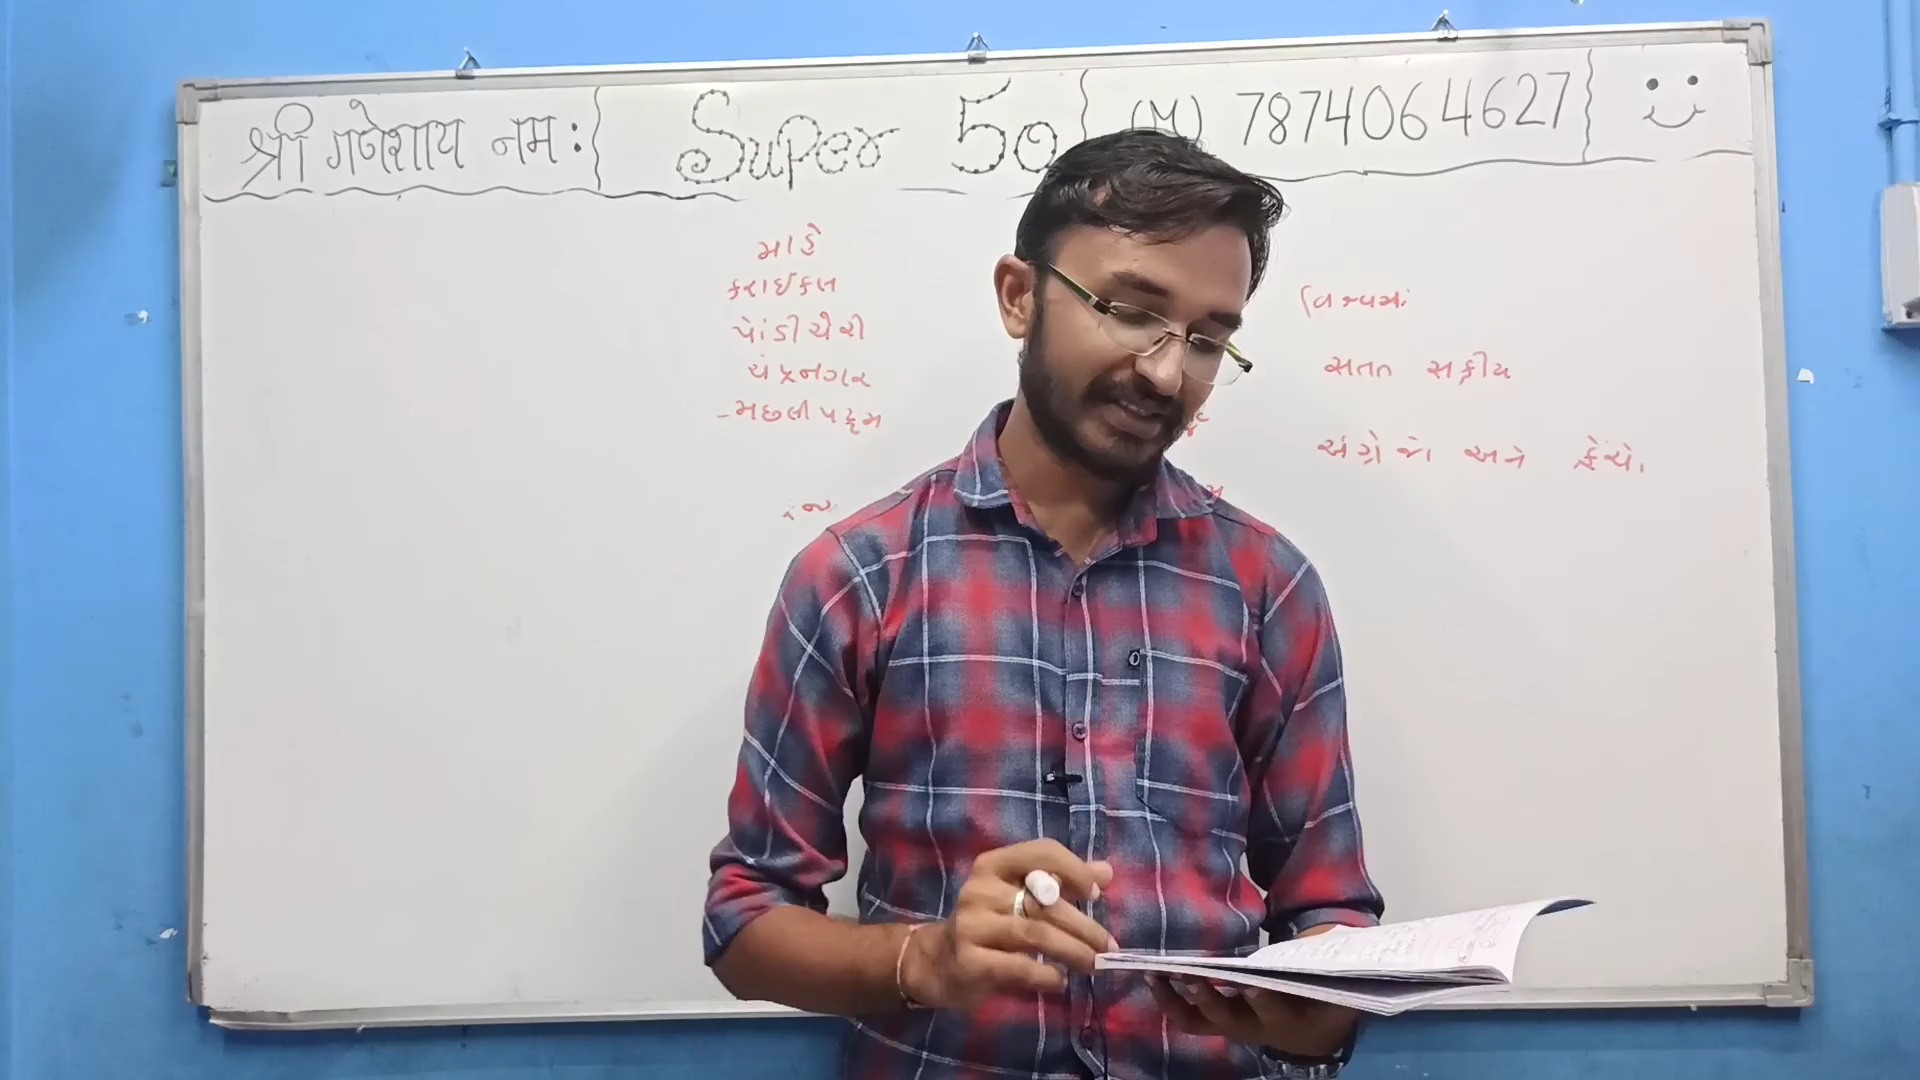 श्री गणेशाय नमः
Super 50
(M) 7874064627
માહે
કરાઈકલ
પોંડીચેરી
ચંદ્રનગર
-મછલીપટ્ટમ
વિશ્વમાં
સતત સક્રીય
અંગ્રેજો અને ફ્રેંચો